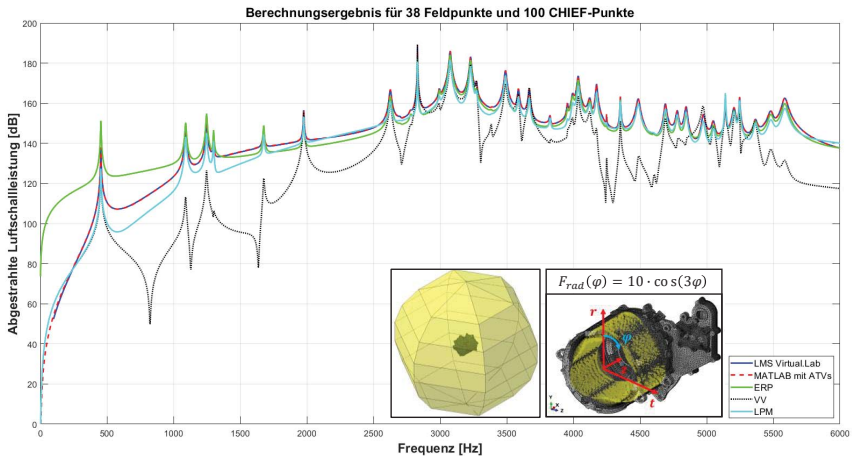 Berechnungsergebnis für 38 Feldpunkte und 100 CHIEF-Punkte
Abgestrahlte Luftschallleistung [dB]
200
180
160
140
120
100
80
60
40
20
0
F_rad(φ) = 10·cos(3φ)
r
φ
t
Y
X
Z
LMS Virtual.Lab
MATLAB mit ATVs
ERP
VV
LPM
0 500 1000 1500 2000 2500 3000 3500 4000 4500 5000 5500 6000
Frequenz [Hz]